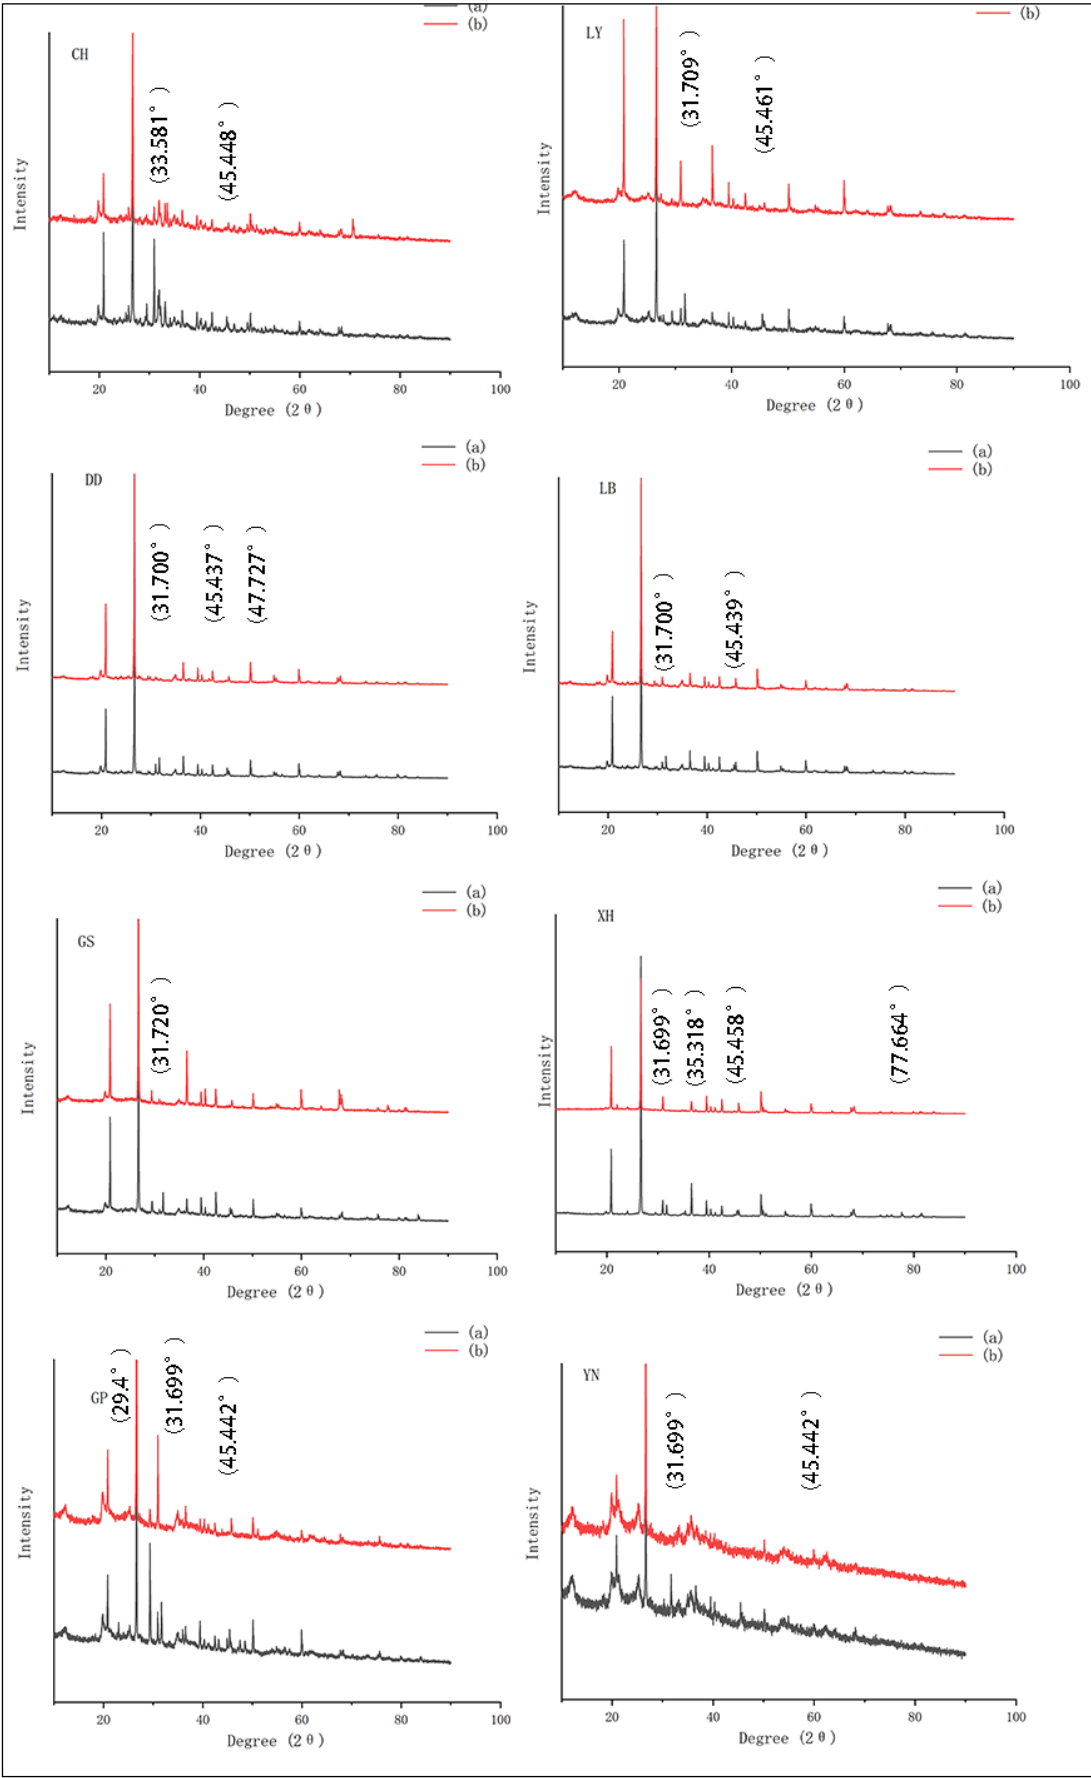 (a)
(b)
CH
(33.581°)
(45.448°)
Intensity
20 40 60 80 100
Degree (2θ)
(b)
LY
(31.709°)
(45.461°)
Intensity
20 40 60 80 100
Degree (2θ)
(a)
(b)
DD
(31.700°)
(45.437°)
(47.727°)
Intensity
20 40 60 80 100
Degree (2θ)
(a)
(b)
LB
(31.700°)
(45.439°)
Intensity
20 40 60 80 100
Degree (2θ)
(a)
(b)
GS
(31.720°)
Intensity
20 40 60 80 100
Degree (2θ)
(a)
(b)
XH
(31.699°)
(35.318°)
(45.458°)
(77.664°)
Intensity
20 40 60 80 100
Degree (2θ)
(a)
(b)
GP
(29.4°)
(31.699°)
(45.442°)
Intensity
20 40 60 80 100
Degree (2θ)
(a)
(b)
YN
(31.699°)
(45.442°)
Intensity
20 40 60 80 100
Degree (2θ)